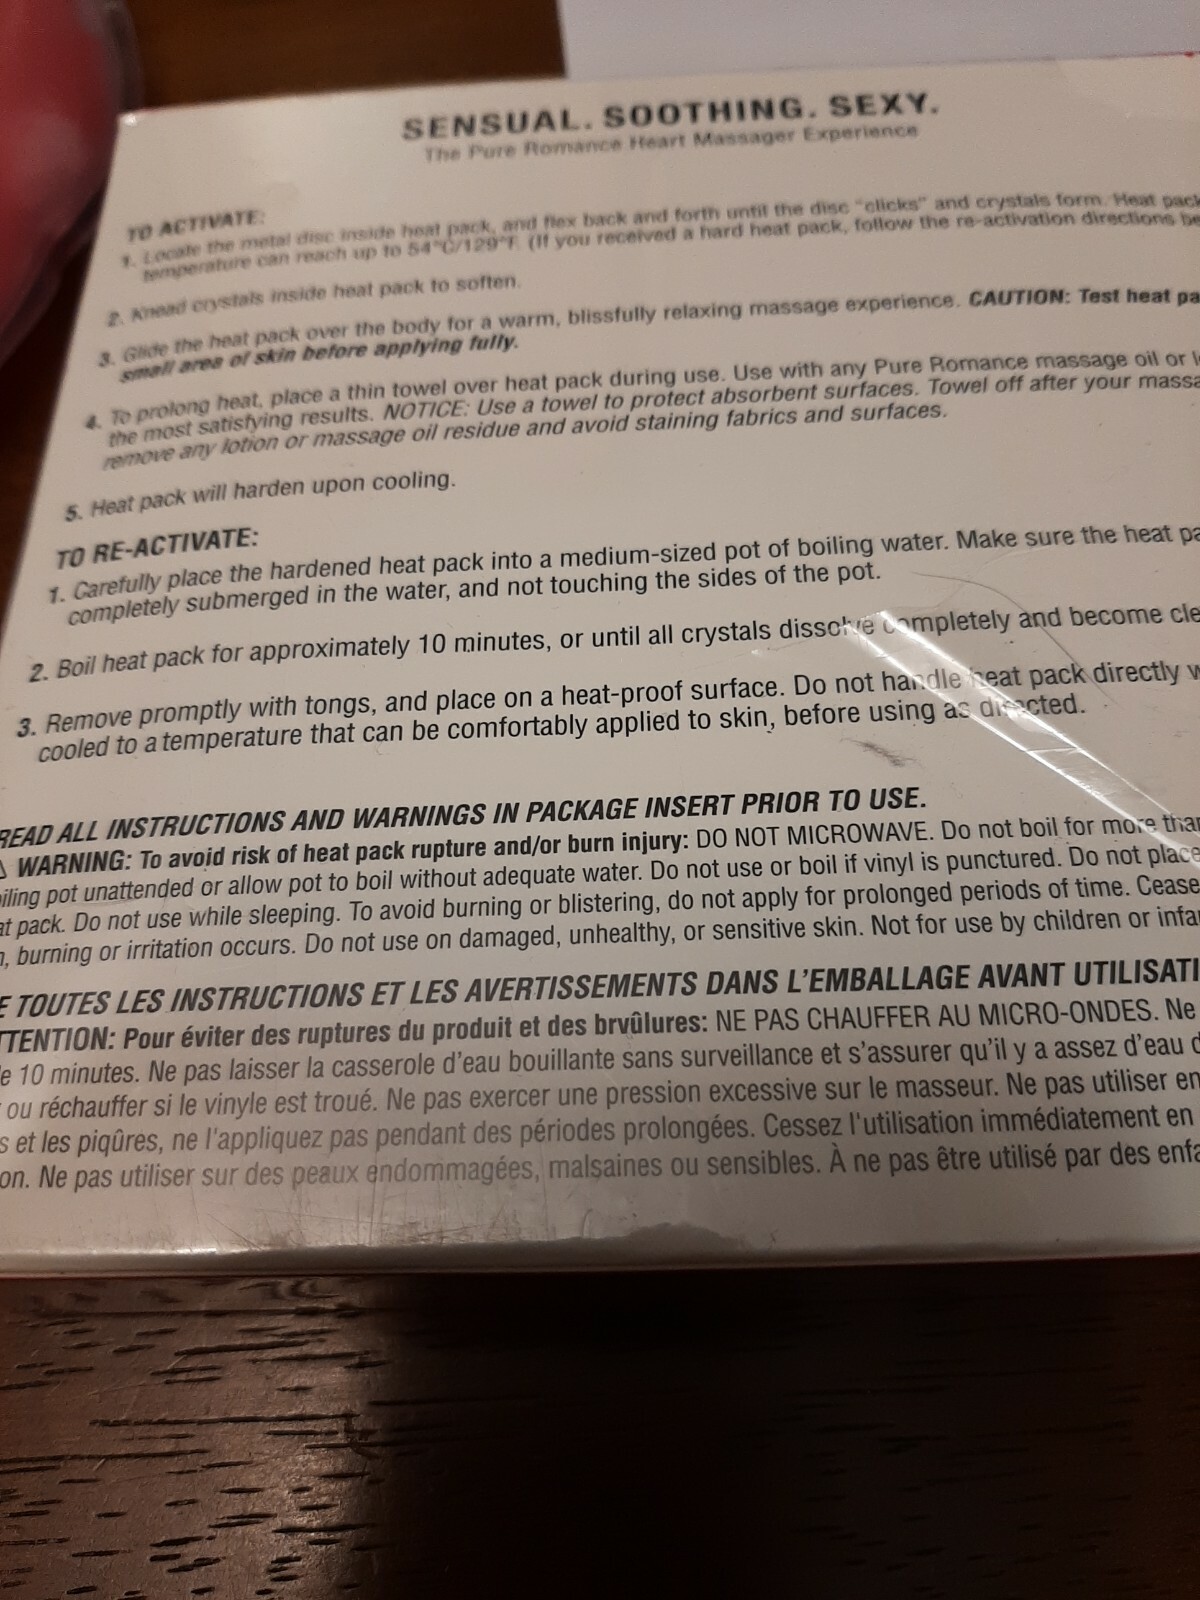 SENSUAL. SOOTHING. SEXY.
The Pure Romance Heart Massager Experience
TO ACTIVATE:
1. Locate the metal disc inside heat pack, and flex back and forth until the disc "clicks" and crystals form. Heat pack
temperature can reach up to 54°C/129°F. (If you received a hard heat pack, follow the re-activation directions be
2. Knead crystals inside heat pack to soften.
3. Glide the heat pack over the body for a warm, blissfully relaxing massage experience. CAUTION: Test heat pa
small area of skin before applying fully.
4. To prolong heat, place a thin towel over heat pack during use. Use with any Pure Romance massage oil or l
the most satisfying results. NOTICE: Use a towel to protect absorbent surfaces. Towel off after your massa
remove any lotion or massage oil residue and avoid staining fabrics and surfaces.
5. Heat pack will harden upon cooling.
TO RE-ACTIVATE:
1. Carefully place the hardened heat pack into a medium-sized pot of boiling water. Make sure the heat pa
completely submerged in the water, and not touching the sides of the pot.
2. Boil heat pack for approximately 10 minutes, or until all crystals dissolve completely and become cle
3. Remove promptly with tongs, and place on a heat-proof surface. Do not handle heat pack directly w
cooled to a temperature that can be comfortably applied to skin, before using as directed.
READ ALL INSTRUCTIONS AND WARNINGS IN PACKAGE INSERT PRIOR TO USE.
⚠ WARNING: To avoid risk of heat pack rupture and/or burn injury: DO NOT MICROWAVE. Do not boil for more than
oiling pot unattended or allow pot to boil without adequate water. Do not use or boil if vinyl is punctured. Do not place
at pack. Do not use while sleeping. To avoid burning or blistering, do not apply for prolonged periods of time. Cease
n, burning or irritation occurs. Do not use on damaged, unhealthy, or sensitive skin. Not for use by children or infa
E TOUTES LES INSTRUCTIONS ET LES AVERTISSEMENTS DANS L'EMBALLAGE AVANT UTILISATI
TTENTION: Pour éviter des ruptures du produit et des brvûlures: NE PAS CHAUFFER AU MICRO-ONDES. Ne
e 10 minutes. Ne pas laisser la casserole d'eau bouillante sans surveillance et s'assurer qu'il y a assez d'eau d
ou réchauffer si le vinyle est troué. Ne pas exercer une pression excessive sur le masseur. Ne pas utiliser en
s et les piqûres, ne l'appliquez pas pendant des périodes prolongées. Cessez l'utilisation immédiatement en
on. Ne pas utiliser sur des peaux endommagées, malsaines ou sensibles. À ne pas être utilisé par des enfa